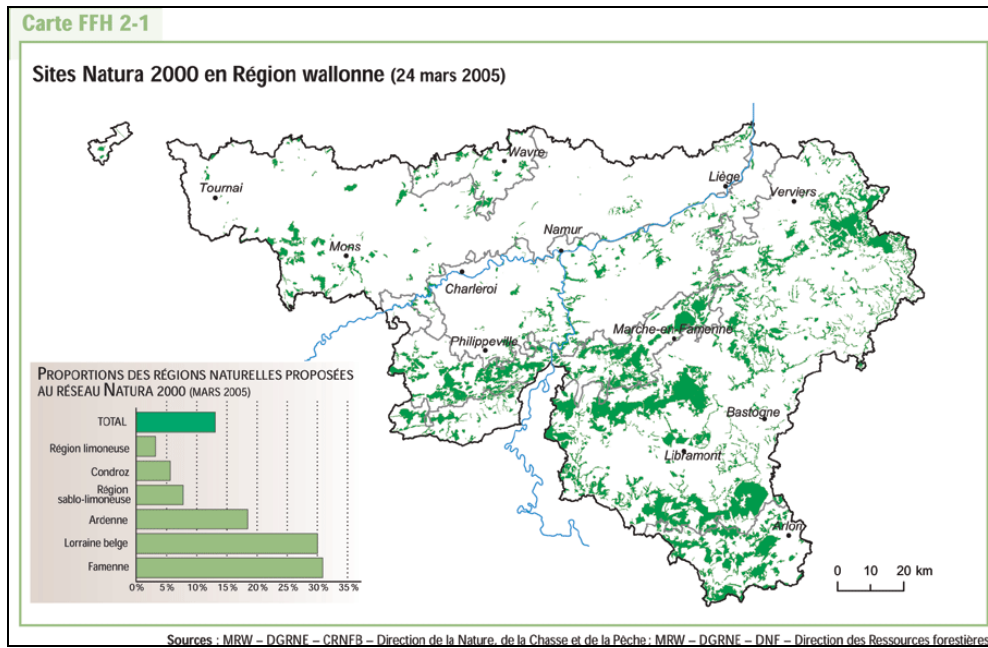 Carte FFH 2-1
Sites Natura 2000 en Région wallonne (24 mars 2005)
Wavre
Tournai
Liège
Verviers
Namur
Mons
Charleroi
Marche-en-Famenne
Philippeville
Bastogne
Libramont
Arlon
0 10 20 km
PROPORTIONS DES RÉGIONS NATURELLES PROPOSÉES
AU RÉSEAU NATURA 2000 (MARS 2005)
TOTAL
Région limoneuse
Condroz
Région
sablo-limoneuse
Ardenne
Lorraine belge
Famenne
0% 5% 10% 15% 20% 25% 30% 35%
Sources : MRW – DGRNE – CRNFB – Direction de la Nature, de la Chasse et de la Pêche ; MRW – DGRNE – DNF – Direction des Ressources forestières